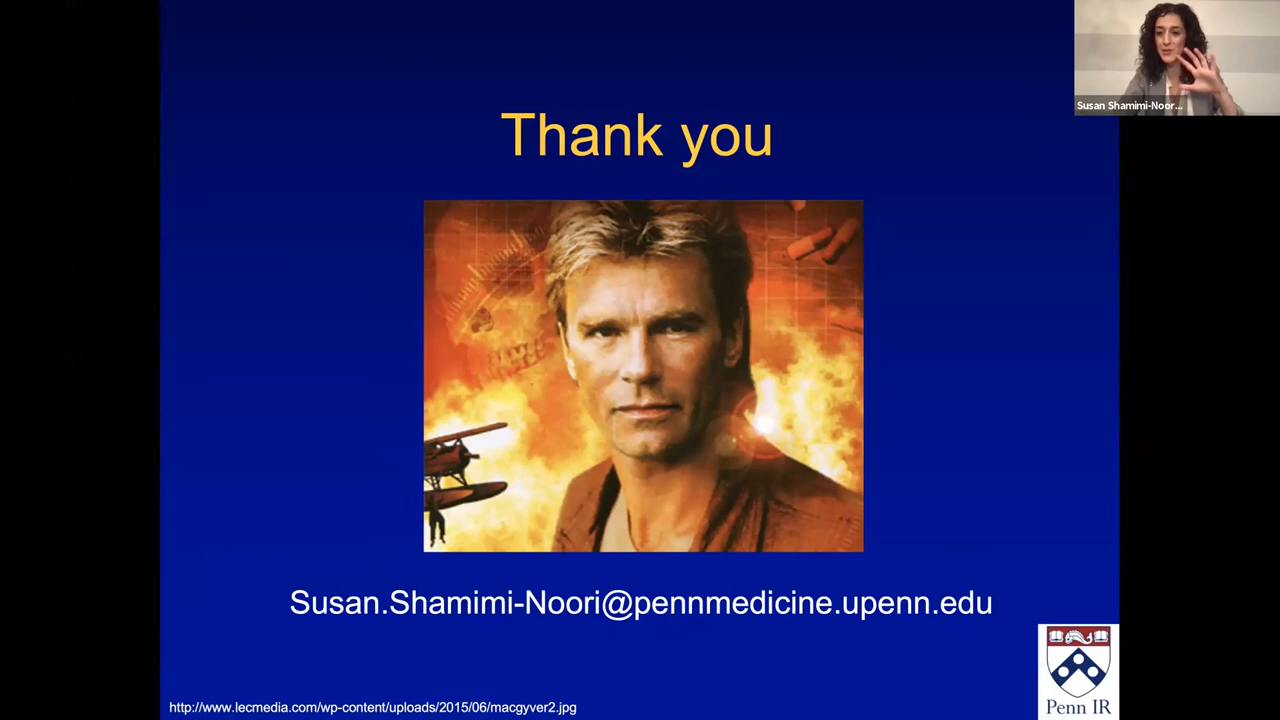 Susan Shamimi-Noor...
Thank you
Susan.Shamimi-Noori@pennmedicine.upenn.edu
Penn IR
http://www.lecmedia.com/wp-content/uploads/2015/06/macgyver2.jpg